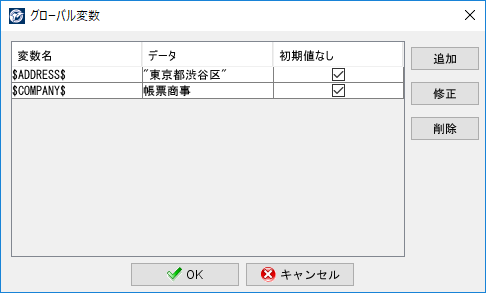 グローバル変数
変数名 データ 初期値なし
$ADDRESS$ "東京都渋谷区"
$COMPANY$ 帳票商事
追加
修正
削除
OK キャンセル